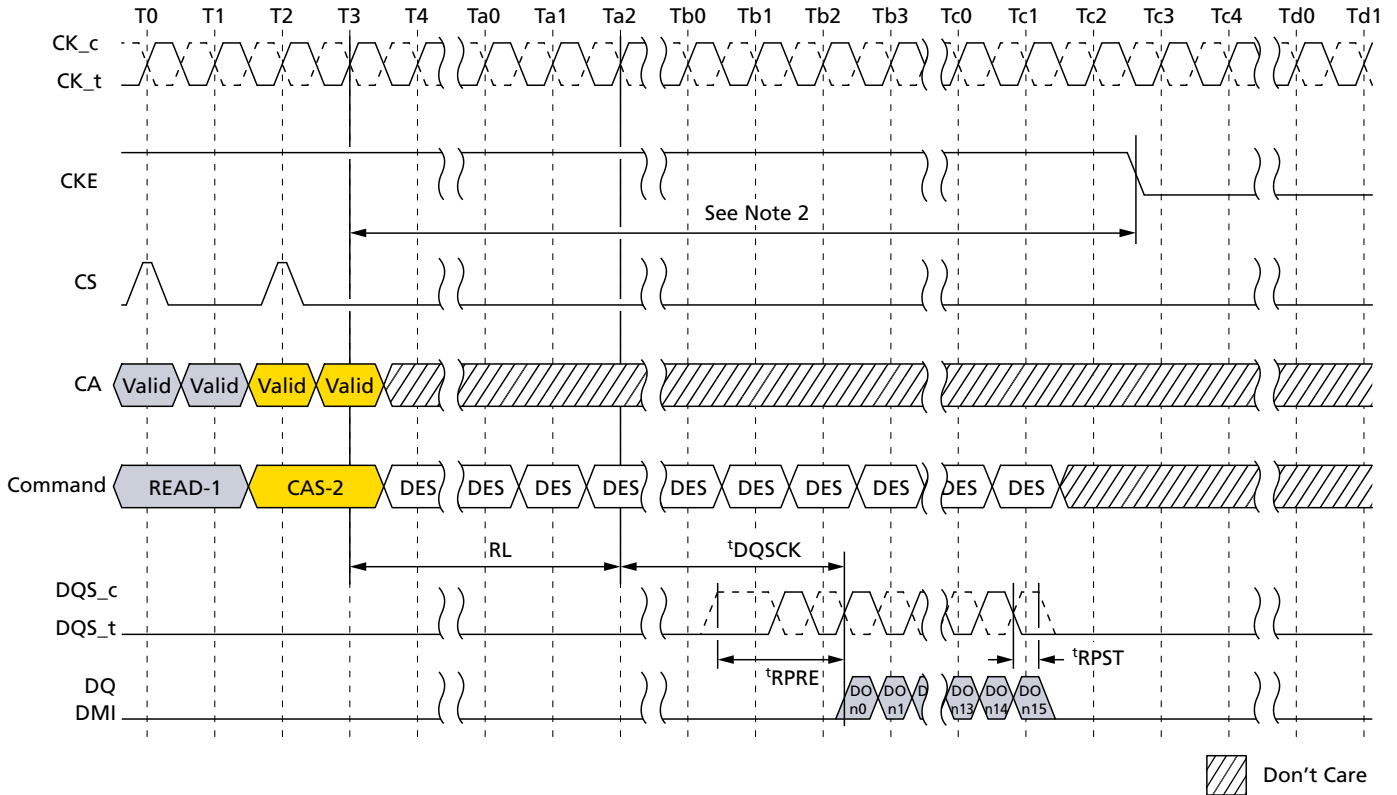 T0 T1 T2 T3 T4 Ta0 Ta1 Ta2 Tb0 Tb1 Tb2 Tb3 Tc0 Tc1 Tc2 Tc3 Tc4 Td0 Td1
CK_c
CK_t
CKE
See Note 2
CS
CA Valid Valid Valid Valid
Command READ-1 CAS-2 DES DES DES DES DES DES DES DES DES DES
RL tDQSCK
DQS_c
DQS_t
tRPRE tRPST
DQ DO DO D DO DO DO
DMI n0 n1 n13 n14 n15
Don't Care